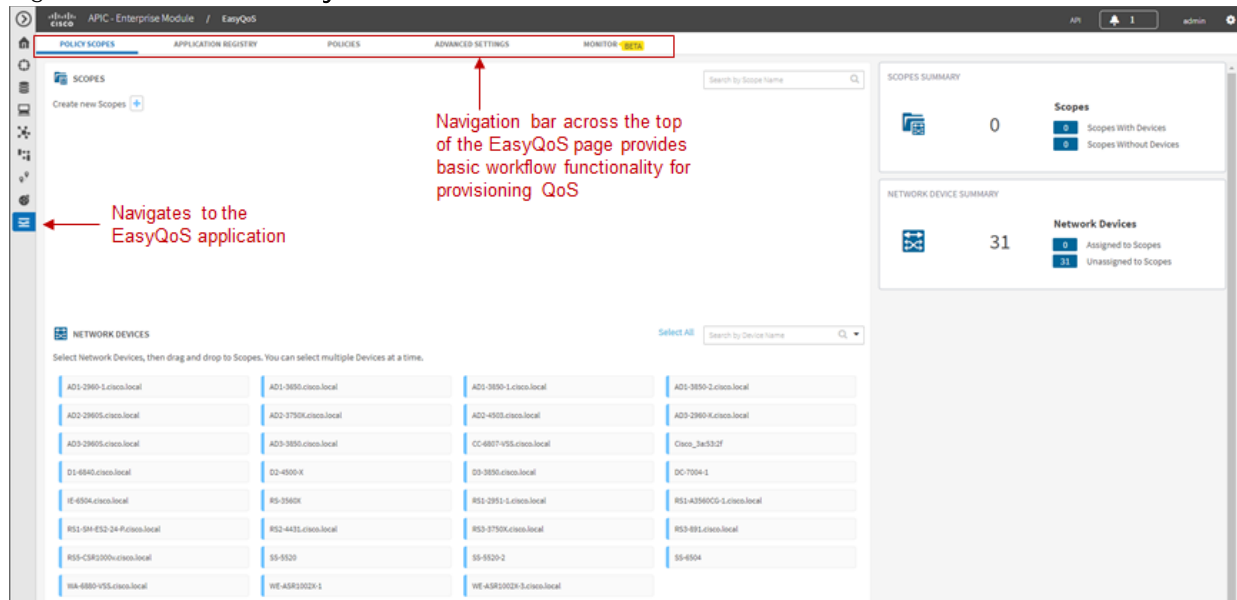 cisco APIC - Enterprise Module / EasyQoS API 1 admin
POLICY SCOPES APPLICATION REGISTRY POLICIES ADVANCED SETTINGS MONITOR BETA
SCOPES
Search by Scope Name
Create new Scopes +
Navigation bar across the top
of the EasyQoS page provides
basic workflow functionality for
provisioning QoS
Navigates to the
EasyQoS application
SCOPES SUMMARY
0
Scopes
0 Scopes With Devices
0 Scopes Without Devices
NETWORK DEVICE SUMMARY
31
Network Devices
0 Assigned to Scopes
31 Unassigned to Scopes
NETWORK DEVICES
Select All
Search by Device Name
Select Network Devices, then drag and drop to Scopes. You can select multiple Devices at a time.
AD1-2960-1.cisco.local AD1-3650.cisco.local AD1-3850-1.cisco.local AD1-3850-2.cisco.local
AD2-2960S.cisco.local AD2-3750X.cisco.local AD2-4503.cisco.local AD3-2960-X.cisco.local
AD3-2960S.cisco.local AD3-3850.cisco.local CC-6807-VSS.cisco.local Cisco_3a:53:2f
D1-6840.cisco.local D2-4500-X D3-3850.cisco.local DC-7004-1
IE-6504.cisco.local RS-3560X RS1-2951-1.cisco.local RS1-A3560CG-1.cisco.local
RS1-SM-ES2-24-P.cisco.local RS2-4431.cisco.local RS3-3750X.cisco.local RS3-891.cisco.local
RS5-CSR1000v.cisco.local SS-5520 SS-5520-2 SS-6504
WA-6880-VSS.cisco.local WE-ASR1002X-1 WE-ASR1002X-3.cisco.local